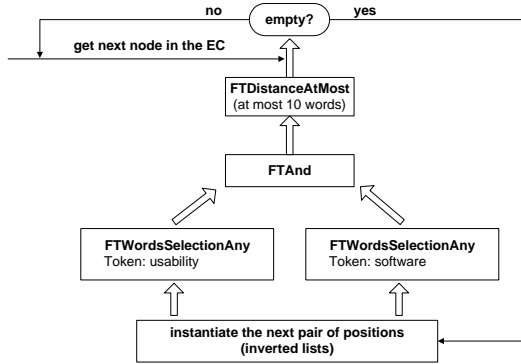 no
empty?
yes
get next node in the EC
FTDistanceAtMost
(at most 10 words)
FTAnd
FTWordsSelectionAny
Token: usability
FTWordsSelectionAny
Token: software
instantiate the next pair of positions
(inverted lists)